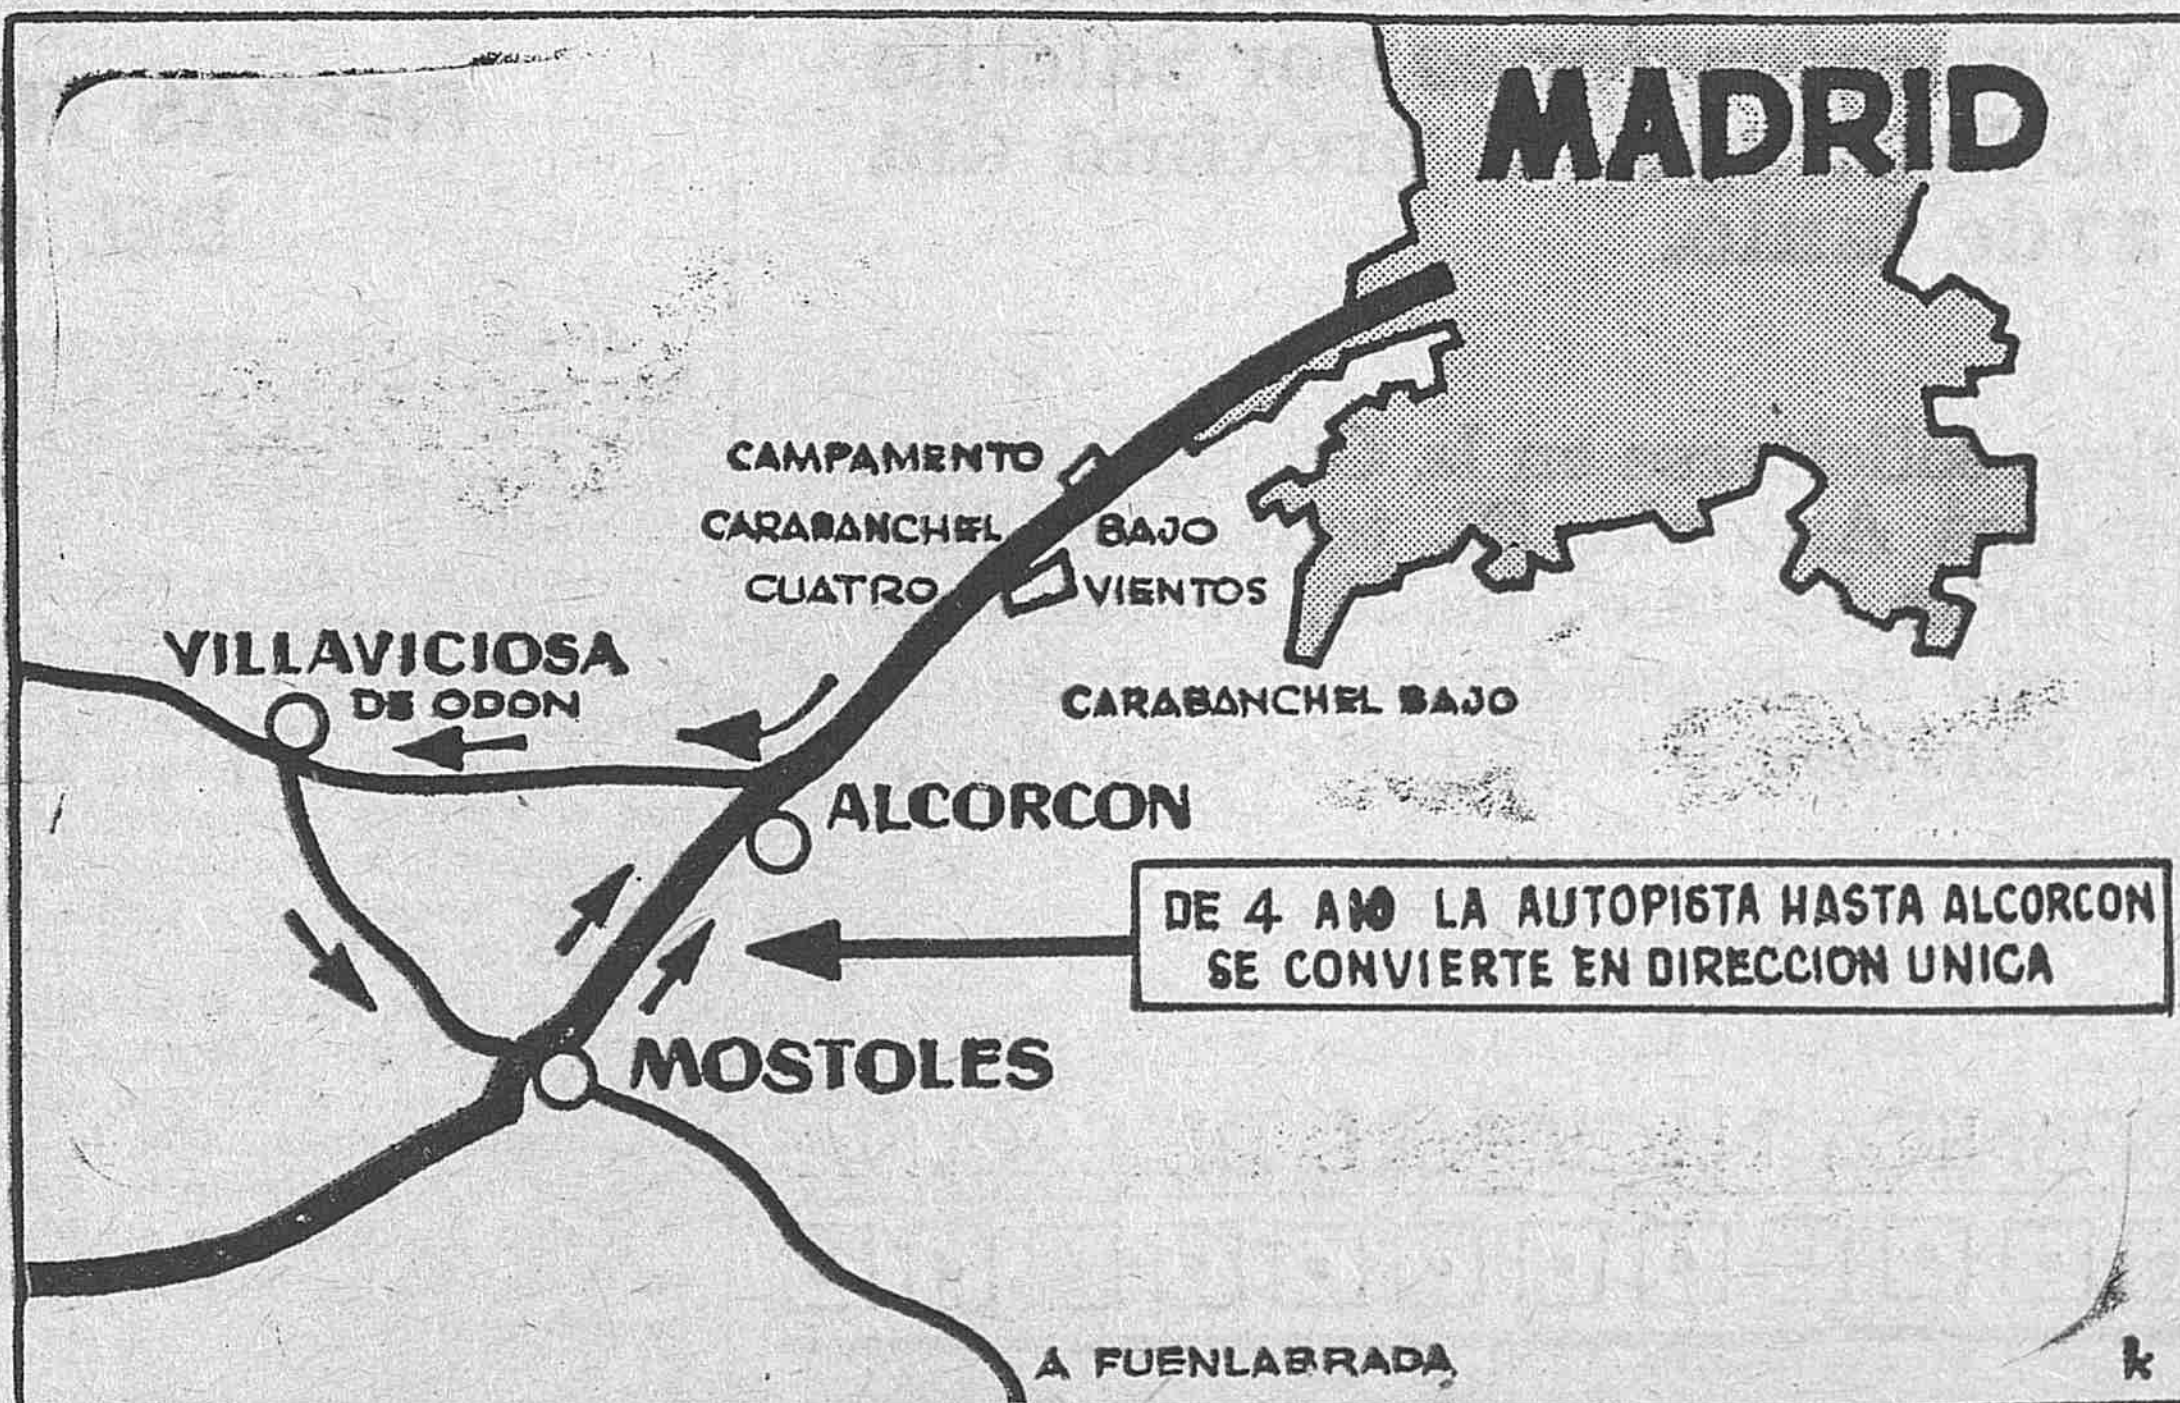 MADRID
CAMPAMENTO
CARABANCHEL BAJO
CUATRO VIENTOS
VILLAVICIOSA
DE ODON
CARABANCHEL BAJO
ALCORCON
DE 4 A 10 LA AUTOPISTA HASTA ALCORCON
SE CONVIERTE EN DIRECCION UNICA
MOSTOLES
A FUENLABRADA
k